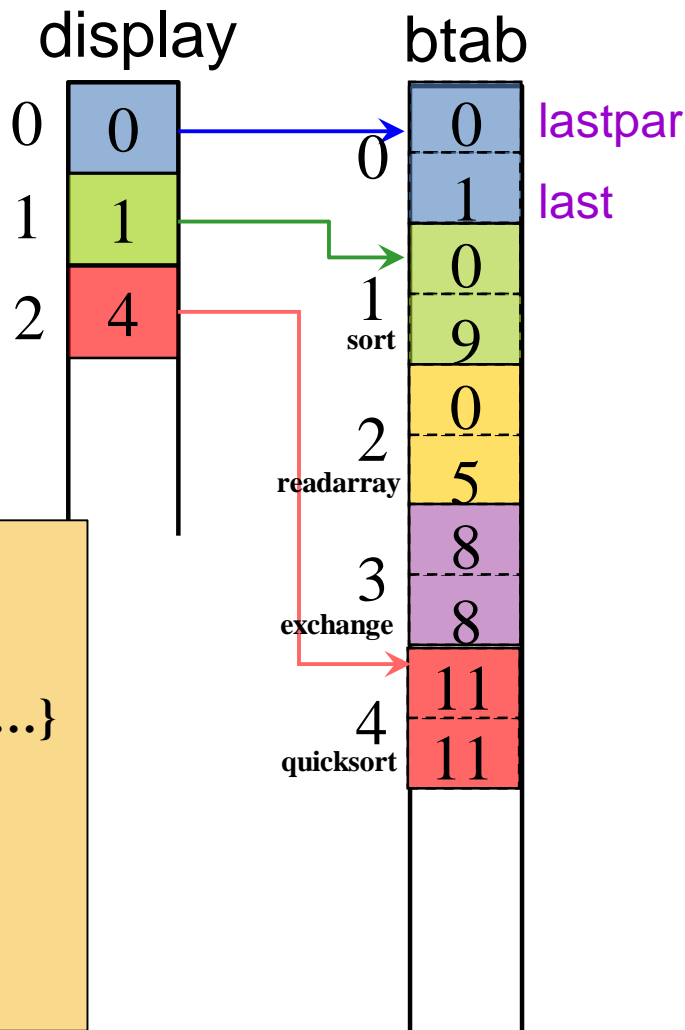 display btab
0 0 0 0 lastpar
1 last
1 1 1 sort 0
9
2 4 2 readarray 0
5
3 exchange 8
8
…} 4 quicksort 11
11